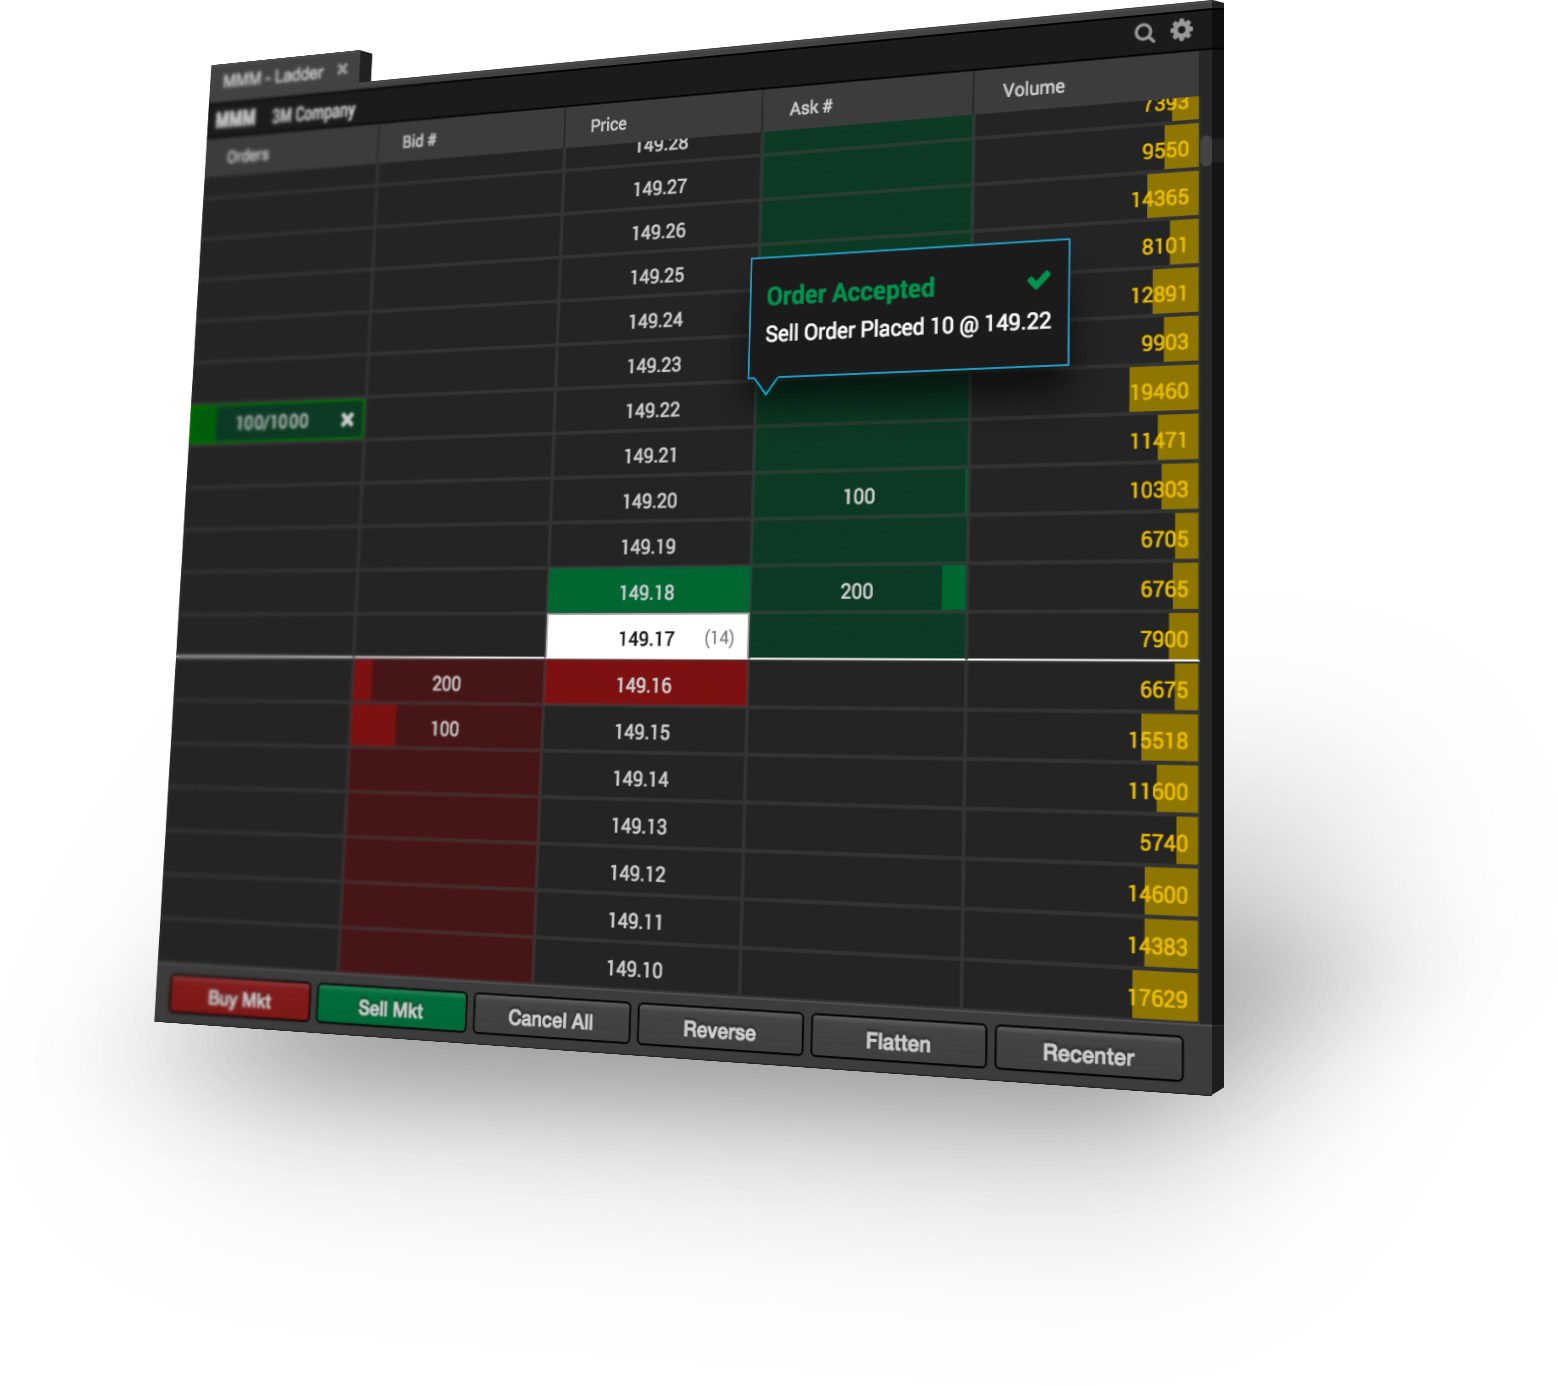 MMM - Ladder
MMM 3M Company
Orders Bid # Price Ask # Volume
149.28 7393
149.27 9550
149.26 14365
149.25 8101
149.24 12891
149.23 9903
Order Accepted
Sell Order Placed 10 @ 149.22
100/1000 149.22 19460
149.21 11471
149.20 100 10303
149.19 6705
149.18 200 6765
149.17 (14) 7900
200 149.16 6675
100 149.15 15518
149.14 11600
149.13 5740
149.12 14600
149.11 14383
149.10 17629
Buy Mkt Sell Mkt Cancel All Reverse Flatten Recenter